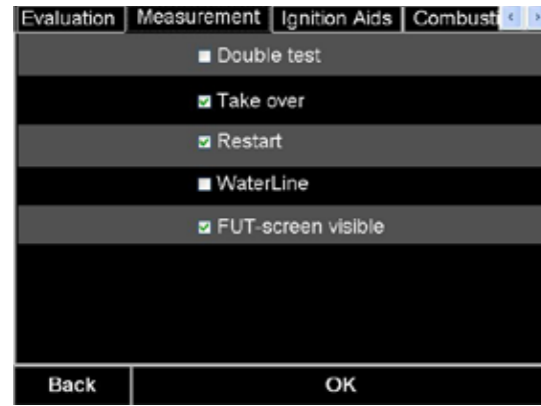 Evaluation Measurement Ignition Aids Combusti
Double test
Take over
Restart
WaterLine
FUT-screen visible
Back OK